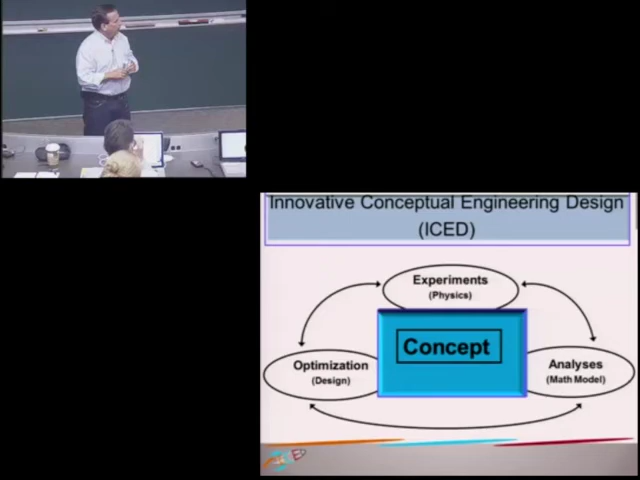 Innovative Conceptual Engineering Design
(ICED)
Experiments
(Physics)
Concept
Optimization
(Design)
Analyses
(Math Model)